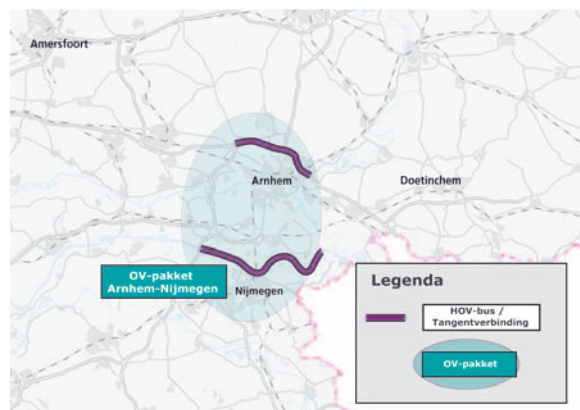 Amersfoort
Arnhem
Doetinchem
OV-pakket
Arnhem-Nijmegen
Nijmegen
Legenda
HOV-bus /
Tangentverbinding
OV-pakket